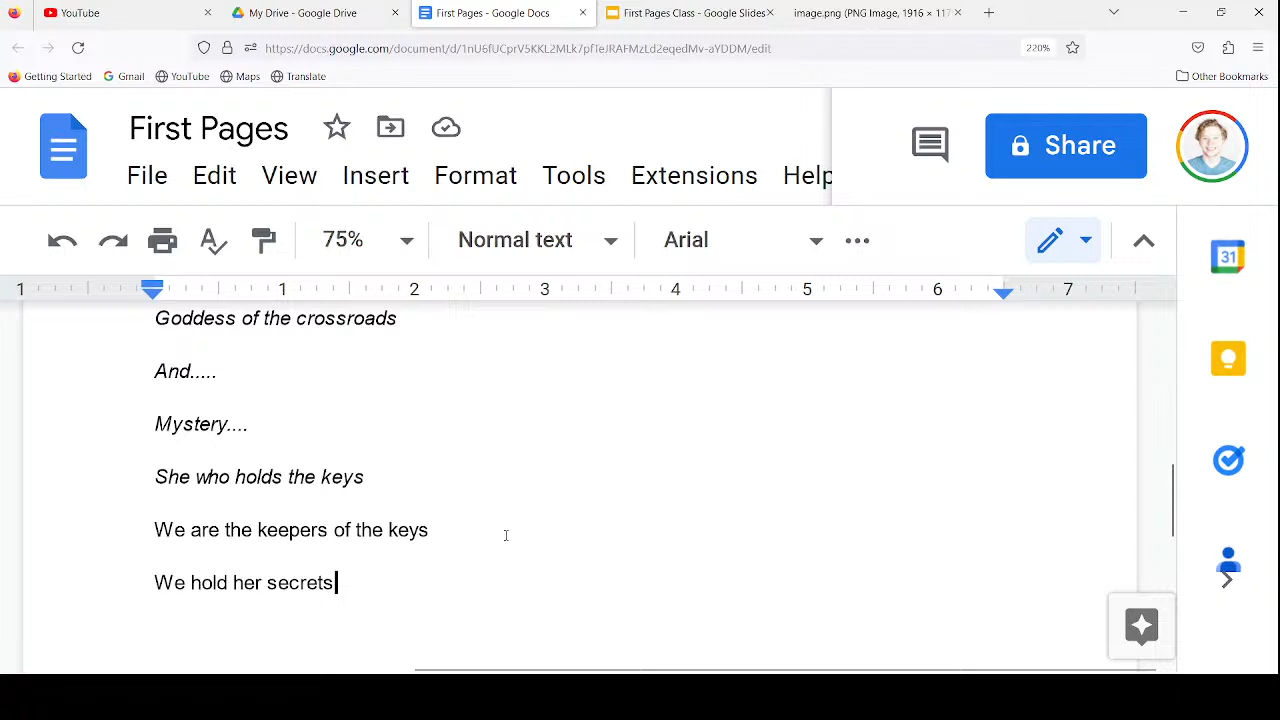 YouTube
My Drive - Google Drive
First Pages - Google Docs
First Pages Class - Google Slides
image.png (PNG Image, 1916 × 117
https://docs.google.com/document/d/1nUbfUCprV5KKL2MLk7pfTeJRAFMzLd2eqedMv-aYDDM/edit
220%
Getting Started
Gmail
YouTube
Maps
Translate
Other Bookmarks
First Pages
Share
File Edit View Insert Format Tools Extensions Help
75% Normal text Arial
1 1 2 3 4 5 6 7
31
Goddess of the crossroads
And.....
Mystery....
She who holds the keys
We are the keepers of the keys
We hold her secrets